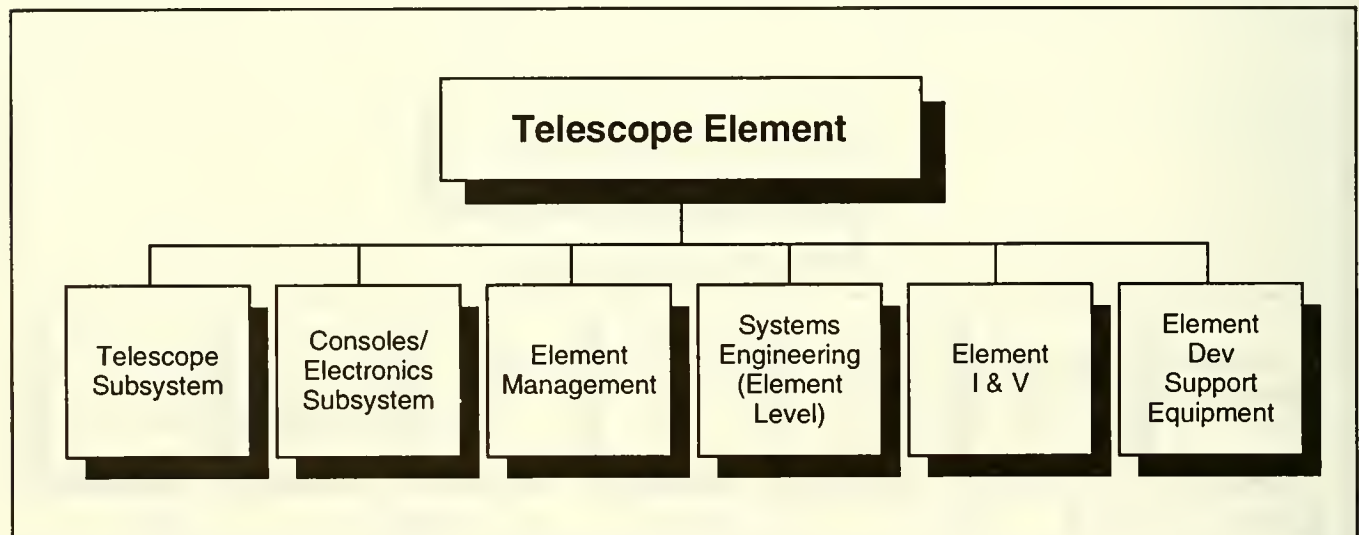 Telescope Element
Telescope
Subsystem
Consoles/
Electronics
Subsystem
Element
Management
Systems
Engineering
(Element
Level)
Element
I & V
Element
Dev
Support
Equipment